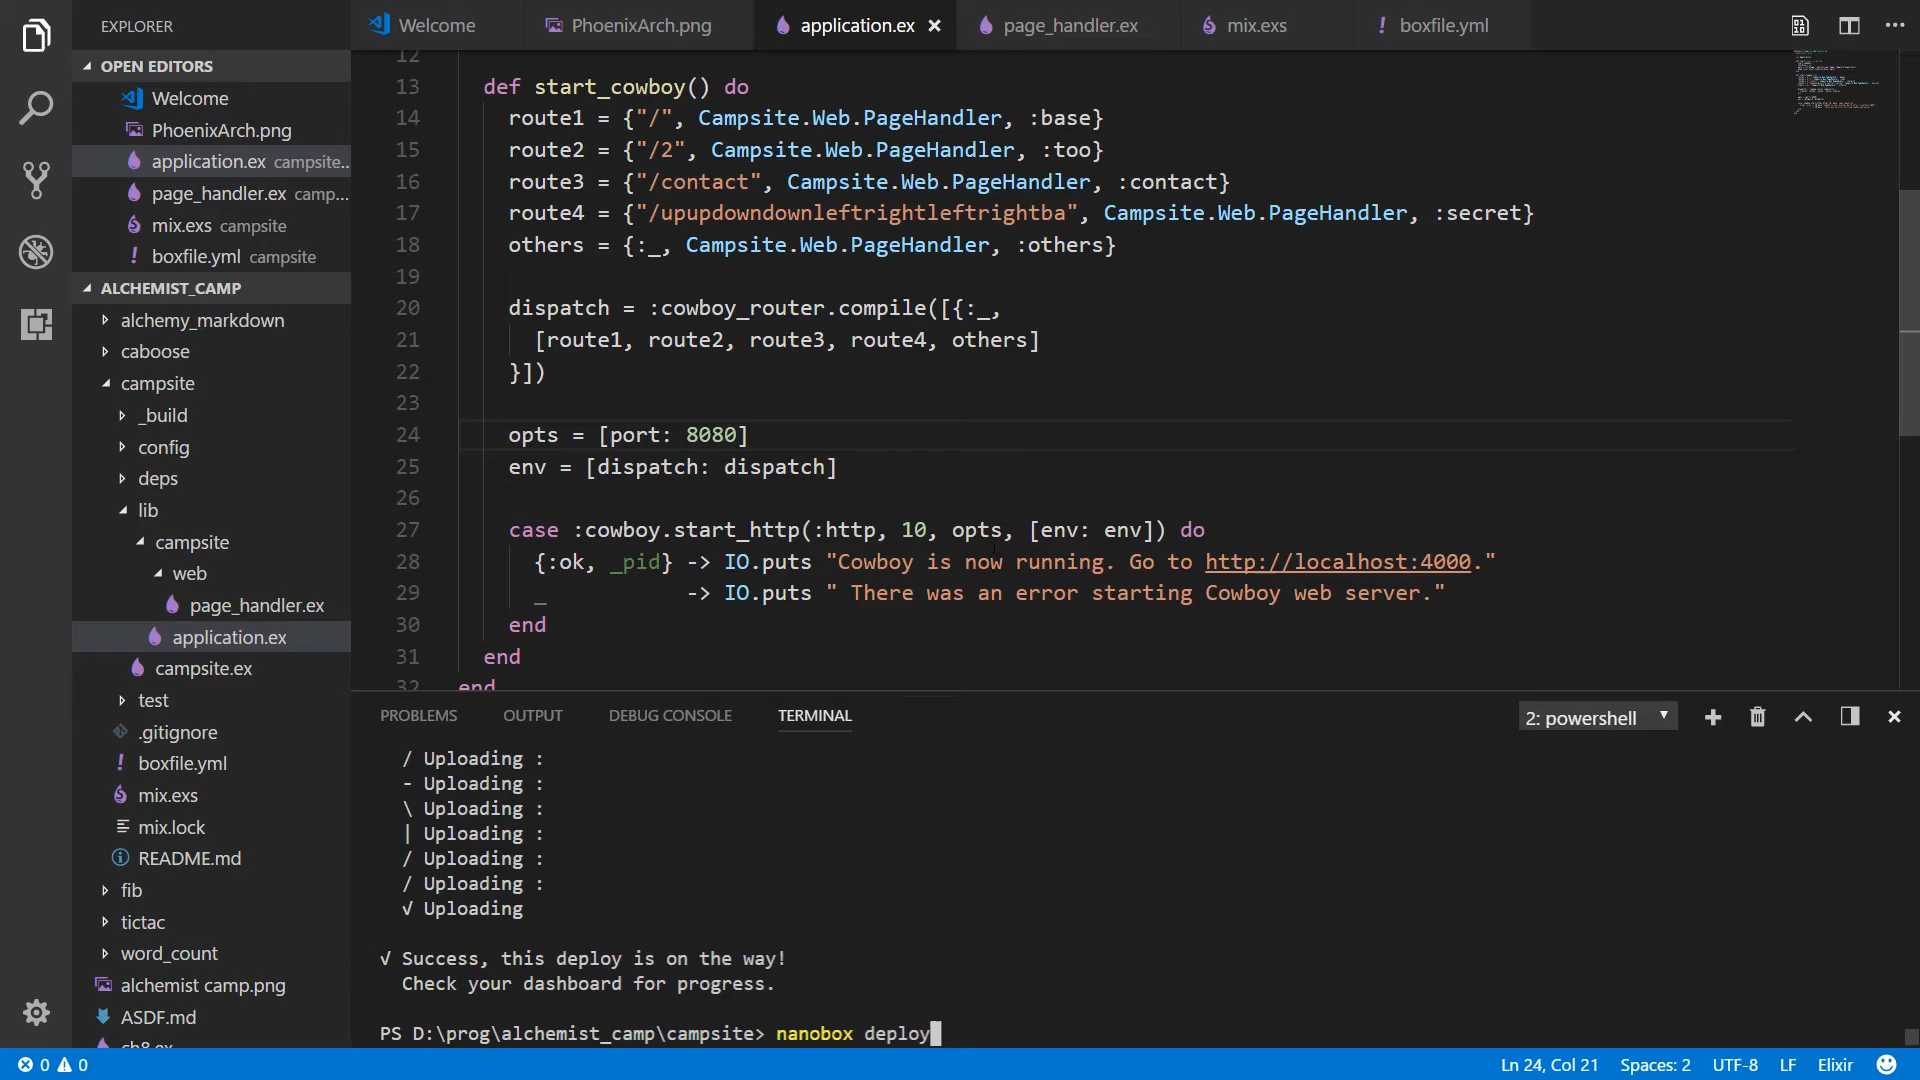 EXPLORER
OPEN EDITORS
Welcome
PhoenixArch.png
application.ex campsite...
page_handler.ex camp...
mix.exs campsite
! boxfile.yml campsite
ALCHEMIST_CAMP
alchemy_markdown
caboose
campsite
_build
config
deps
lib
campsite
web
page_handler.ex
application.ex
campsite.ex
test
.gitignore
! boxfile.yml
mix.exs
mix.lock
README.md
fib
tictac
word_count
alchemist camp.png
ASDF.md
ch8.ex
Welcome PhoenixArch.png application.ex page_handler.ex mix.exs ! boxfile.yml
12
13 def start_cowboy() do
14 route1 = {"/", Campsite.Web.PageHandler, :base}
15 route2 = {"/2", Campsite.Web.PageHandler, :too}
16 route3 = {"/contact", Campsite.Web.PageHandler, :contact}
17 route4 = {"/upupdowndownleftrightleftrightba", Campsite.Web.PageHandler, :secret}
18 others = {:_, Campsite.Web.PageHandler, :others}
19
20 dispatch = :cowboy_router.compile([{:_,
21 [route1, route2, route3, route4, others]
22 }])
23
24 opts = [port: 8080]
25 env = [dispatch: dispatch]
26
27 case :cowboy.start_http(:http, 10, opts, [env: env]) do
28 {:ok, _pid} -> IO.puts "Cowboy is now running. Go to http://localhost:4000."
29 _ -> IO.puts " There was an error starting Cowboy web server."
30 end
31 end
32 end
PROBLEMS OUTPUT DEBUG CONSOLE TERMINAL 2: powershell
/ Uploading :
- Uploading :
\ Uploading :
| Uploading :
/ Uploading :
/ Uploading :
√ Uploading
√ Success, this deploy is on the way!
Check your dashboard for progress.
PS D:\prog\alchemist_camp\campsite> nanobox deploy
0 0 Ln 24, Col 21 Spaces: 2 UTF-8 LF Elixir